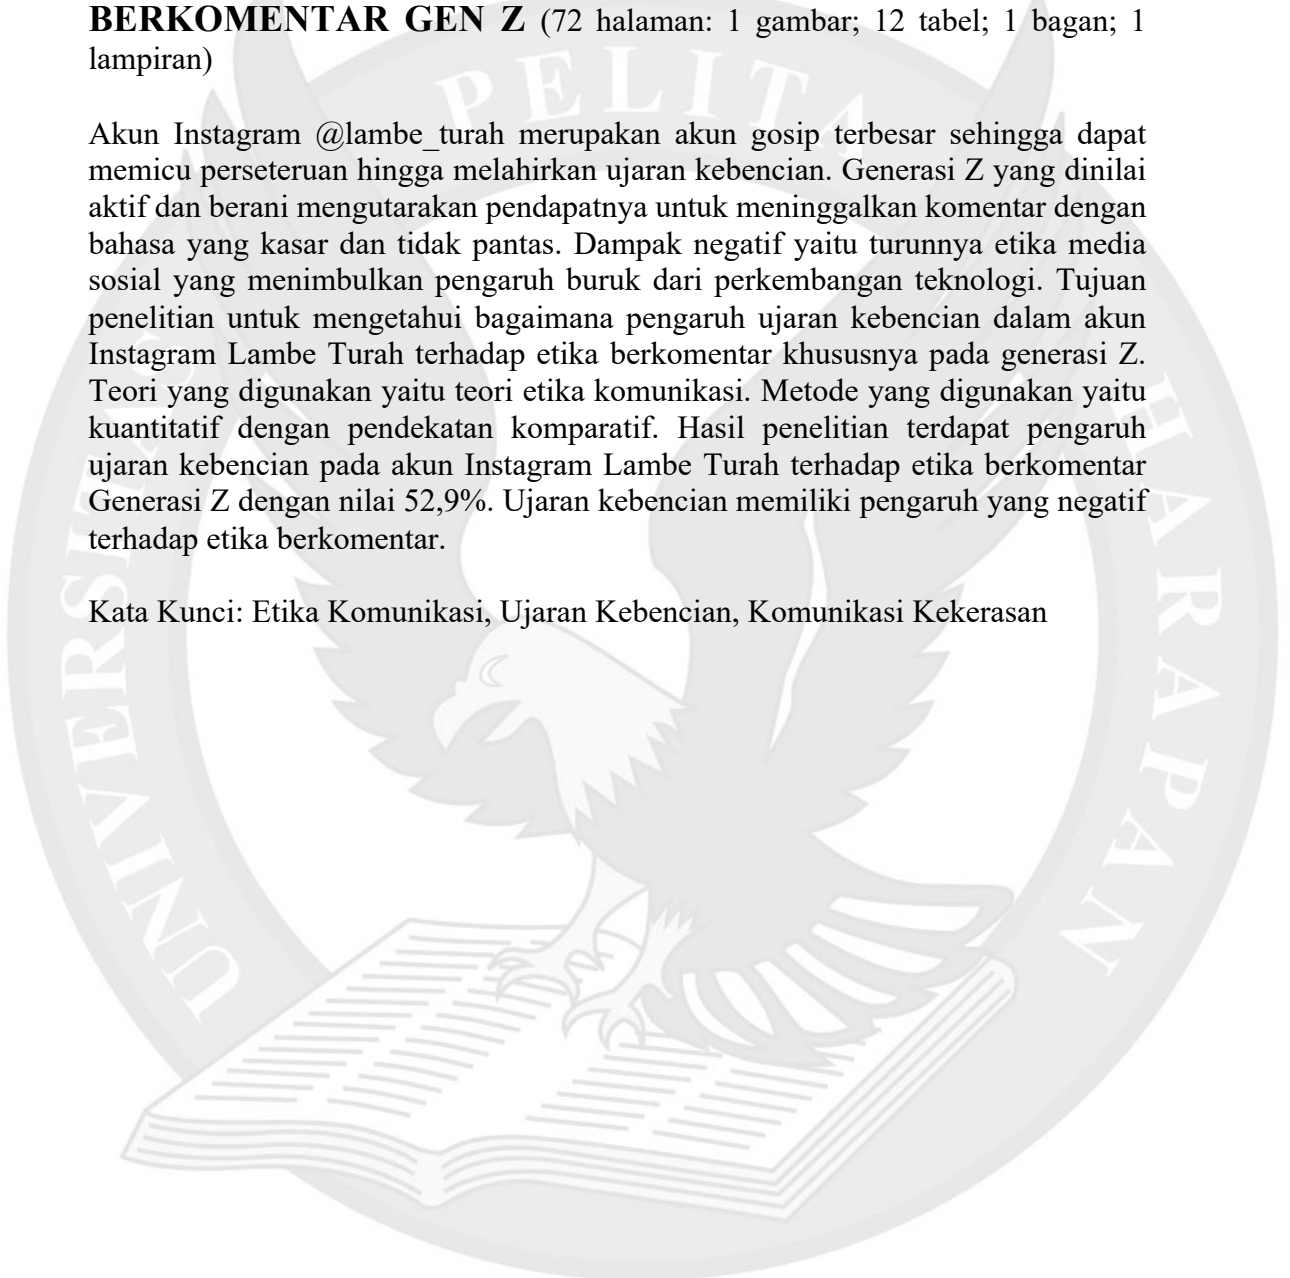 BERKOMENTAR GEN Z (72 halaman: 1 gambar; 12 tabel; 1 bagan; 1
lampiran)
Akun Instagram @lambe_turah merupakan akun gosip terbesar sehingga dapat
memicu perseteruan hingga melahirkan ujaran kebencian. Generasi Z yang dinilai
aktif dan berani mengutarakan pendapatnya untuk meninggalkan komentar dengan
bahasa yang kasar dan tidak pantas. Dampak negatif yaitu turunnya etika media
sosial yang menimbulkan pengaruh buruk dari perkembangan teknologi. Tujuan
penelitian untuk mengetahui bagaimana pengaruh ujaran kebencian dalam akun
Instagram Lambe Turah terhadap etika berkomentar khususnya pada generasi Z.
Teori yang digunakan yaitu teori etika komunikasi. Metode yang digunakan yaitu
kuantitatif dengan pendekatan komparatif. Hasil penelitian terdapat pengaruh
ujaran kebencian pada akun Instagram Lambe Turah terhadap etika berkomentar
Generasi Z dengan nilai 52,9%. Ujaran kebencian memiliki pengaruh yang negatif
terhadap etika berkomentar.
Kata Kunci: Etika Komunikasi, Ujaran Kebencian, Komunikasi Kekerasan
UNIVERSITAS PELITA HARAPAN